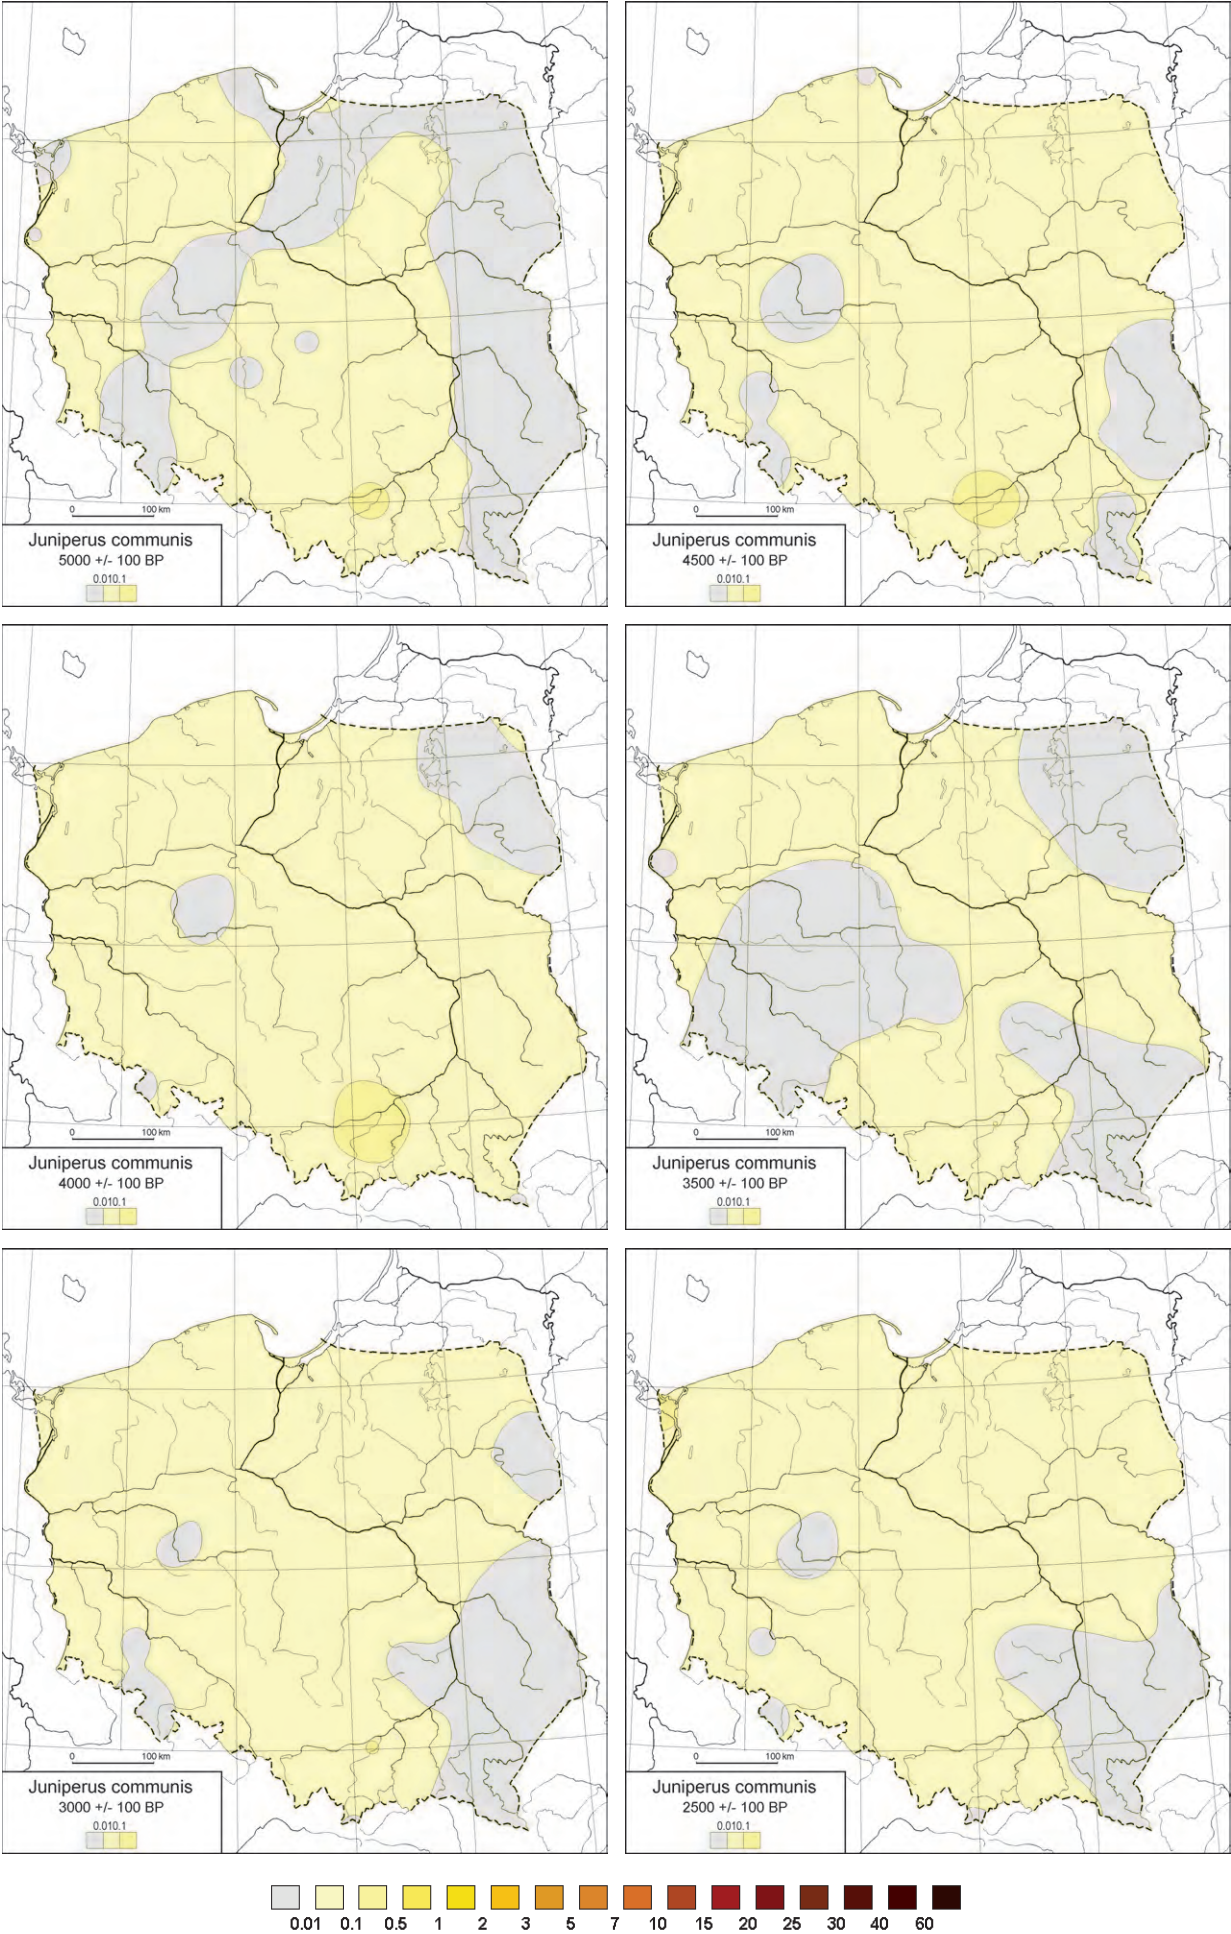 0 100 km
Juniperus communis
5000 +/- 100 BP
0.010.1
0 100 km
Juniperus communis
4500 +/- 100 BP
0.010.1
0 100 km
Juniperus communis
4000 +/- 100 BP
0.010.1
0 100 km
Juniperus communis
3500 +/- 100 BP
0.010.1
0 100 km
Juniperus communis
3000 +/- 100 BP
0.010.1
0 100 km
Juniperus communis
2500 +/- 100 BP
0.010.1
0.01 0.1 0.5 1 2 3 5 7 10 15 20 25 30 40 60